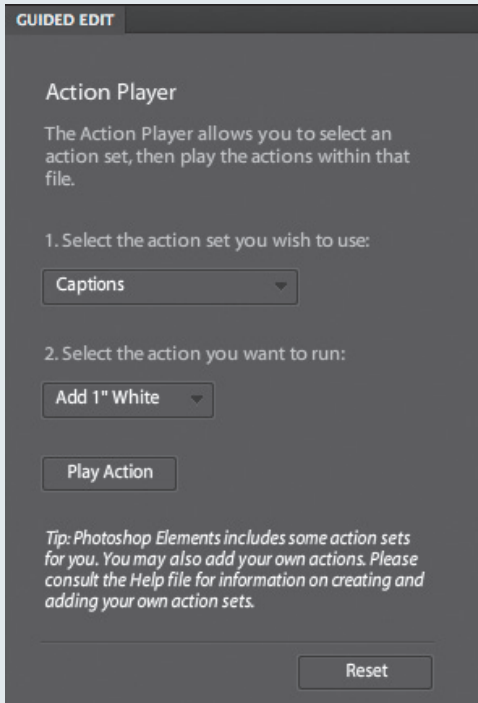 GUIDED EDIT
Action Player
The Action Player allows you to select an
action set, then play the actions within that
file.
1. Select the action set you wish to use:
Captions
2. Select the action you want to run:
Add 1" White
Play Action
Tip: Photoshop Elements includes some action sets
for you. You may also add your own actions. Please
consult the Help file for information on creating and
adding your own action sets.
Reset